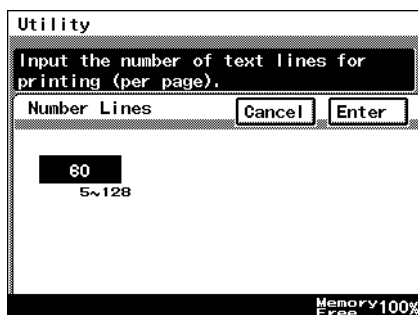 Utility
Input the number of text lines for
printing (per page).
Number Lines
Cancel
Enter
60
5~128
Memory
Free 100%